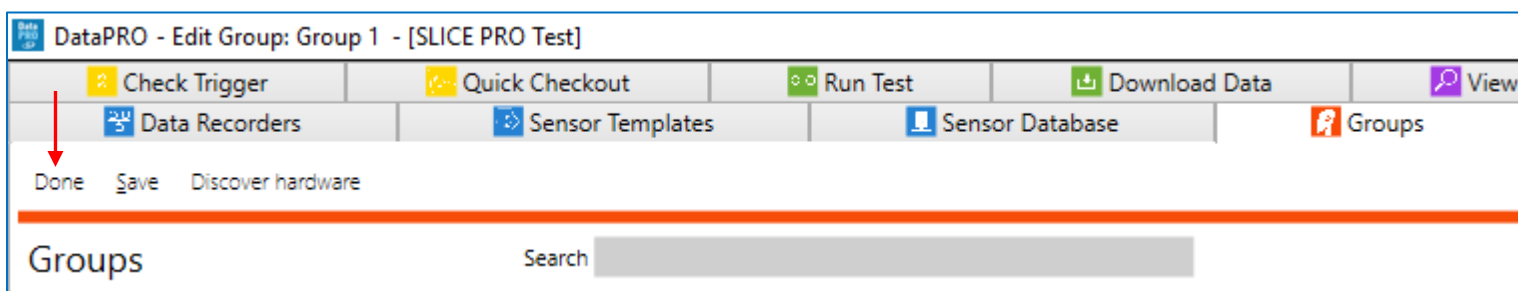 DataPRO - Edit Group: Group 1 - [SLICE PRO Test]
Check Trigger Quick Checkout Run Test Download Data View
Data Recorders Sensor Templates Sensor Database Groups
Done Save Discover hardware
Groups Search